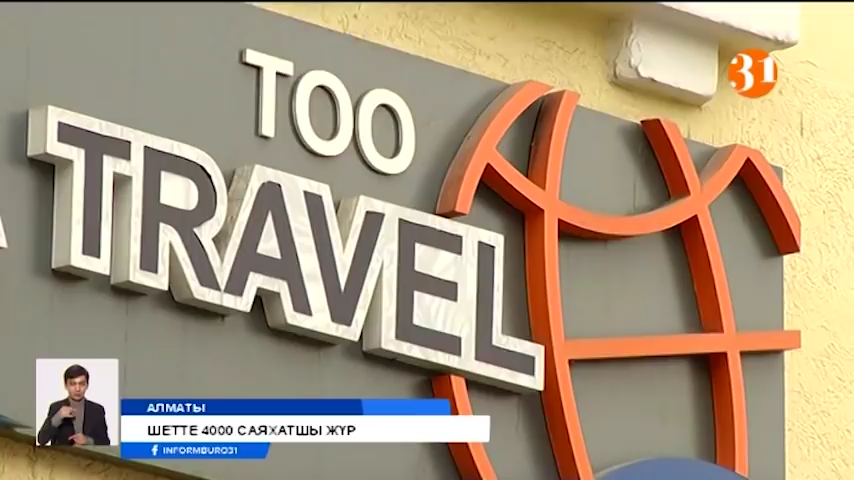 ТОО
TRAVEL
31
АЛМАТЫ
ШЕТТЕ 4000 САЯХАТШЫ ЖҮР
INFORMBURO31